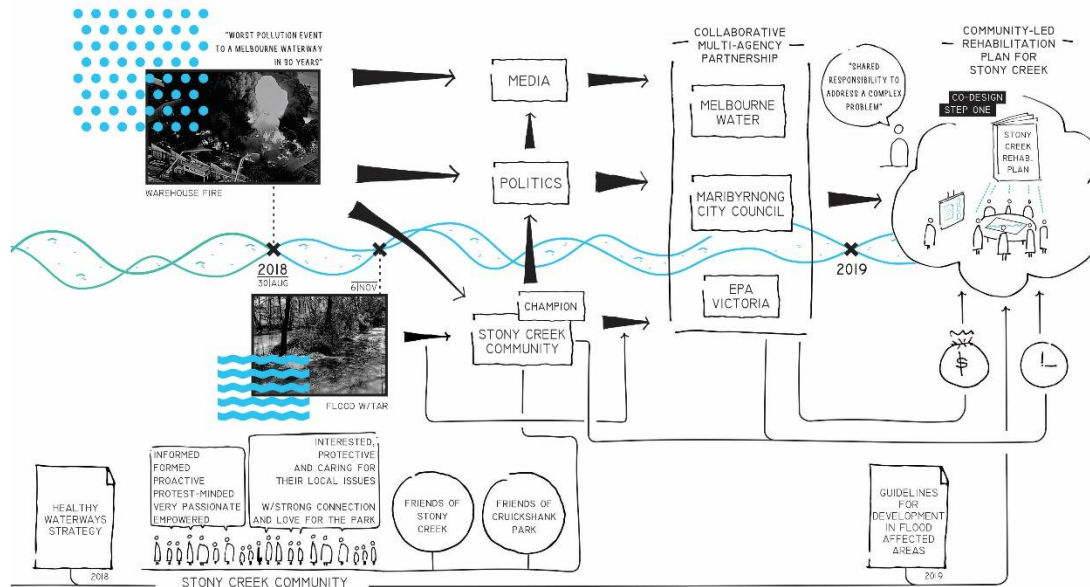 "WORST POLLUTION EVENT
TO A MELBOURNE WATERWAY
IN 30 YEARS"
WAREHOUSE FIRE
MEDIA
POLITICS
COLLABORATIVE
MULTI-AGENCY
PARTNERSHIP
MELBOURNE
WATER
MARIBYRNONG
CITY COUNCIL
EPA
VICTORIA
"SHARED
RESPONSIBILITY TO
ADDRESS A COMPLEX
PROBLEM"
COMMUNITY-LED
REHABILITATION
PLAN FOR
STONY CREEK
CO-DESIGN
STEP ONE
STONY
CREEK
REHAB.
PLAN
2018
30|AUG
6|NOV
2019
CHAMPION
STONY CREEK
COMMUNITY
FLOOD W/TAR
$
HEALTHY
WATERWAYS
STRATEGY
2018
INFORMED
FORMED
PROACTIVE
PROTEST-MINDED
VERY PASSIONATE
EMPOWERED
INTERESTED,
PROTECTIVE
AND CARING FOR
THEIR LOCAL ISSUES
W/STRONG CONNECTION
AND LOVE FOR THE PARK
STONY CREEK COMMUNITY
FRIENDS OF
STONY
CREEK
FRIENDS OF
CRUICKSHANK
PARK
GUIDELINES
FOR
DEVELOPMENT
IN FLOOD
AFFECTED
AREAS
2019